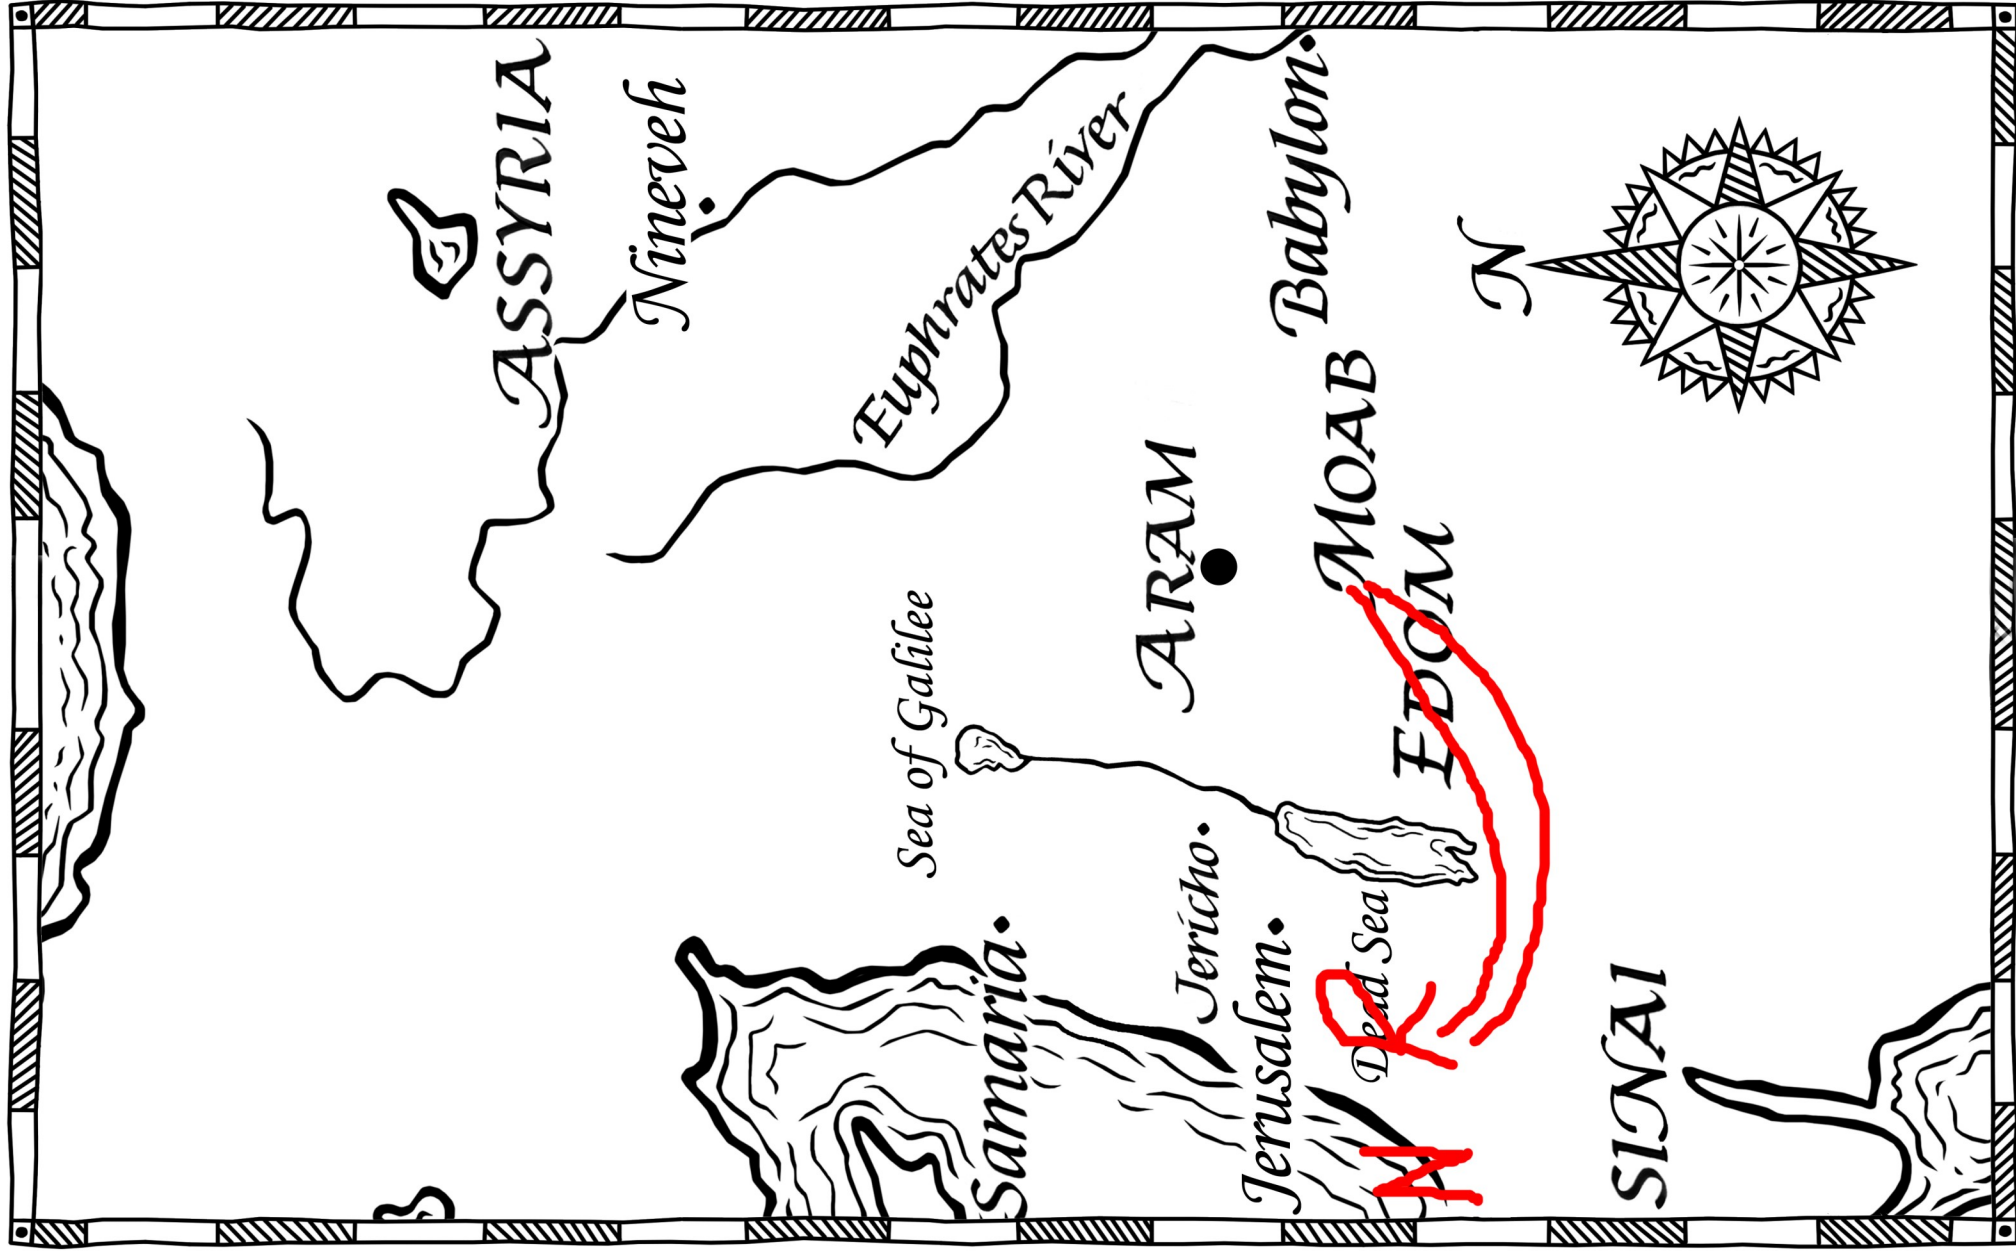 ASSYRIA
Nineveh
Euphrates River
Sea of Galilee
Samaria
ARAM
Jericho
Jerusalem
Babylon
MOAB
Dead Sea
EDOM
N R
N
SINAI